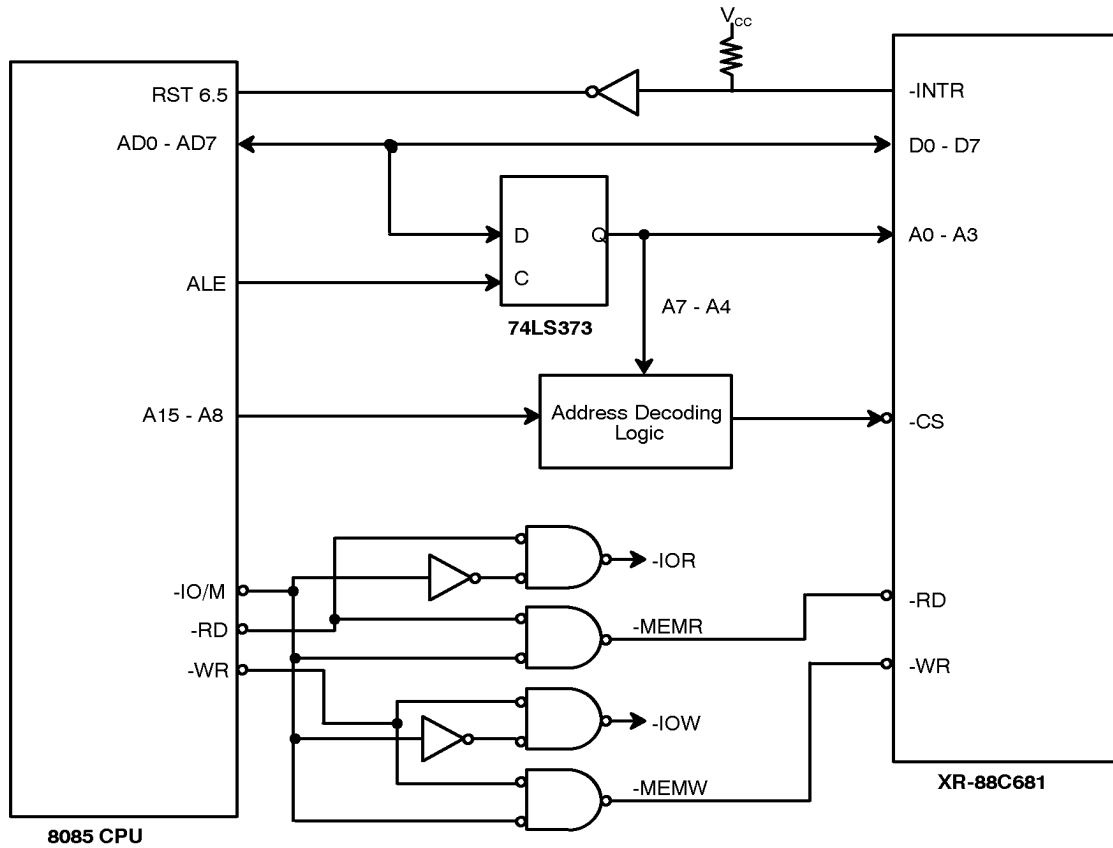 VCC
RST 6.5
-INTR
AD0 - AD7
D0 - D7
D
Q
A0 - A3
ALE
C
A7 - A4
74LS373
A15 - A8
Address Decoding
Logic
-CS
-IOR
-IO/M
-RD
-RD
-MEMR
-WR
-WR
-IOW
-MEMW
XR-88C681
8085 CPU